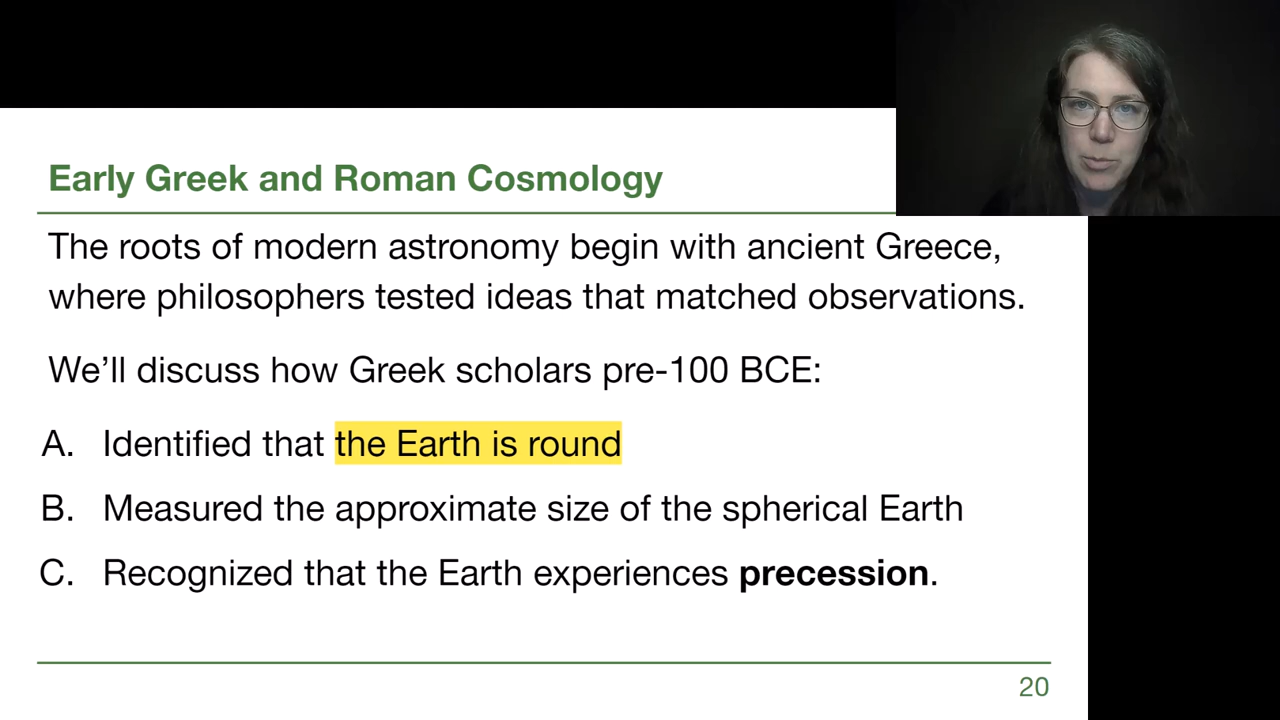 Early Greek and Roman Cosmology
The roots of modern astronomy begin with ancient Greece,
where philosophers tested ideas that matched observations.
We’ll discuss how Greek scholars pre-100 BCE:
A. Identified that the Earth is round
B. Measured the approximate size of the spherical Earth
C. Recognized that the Earth experiences precession.
20